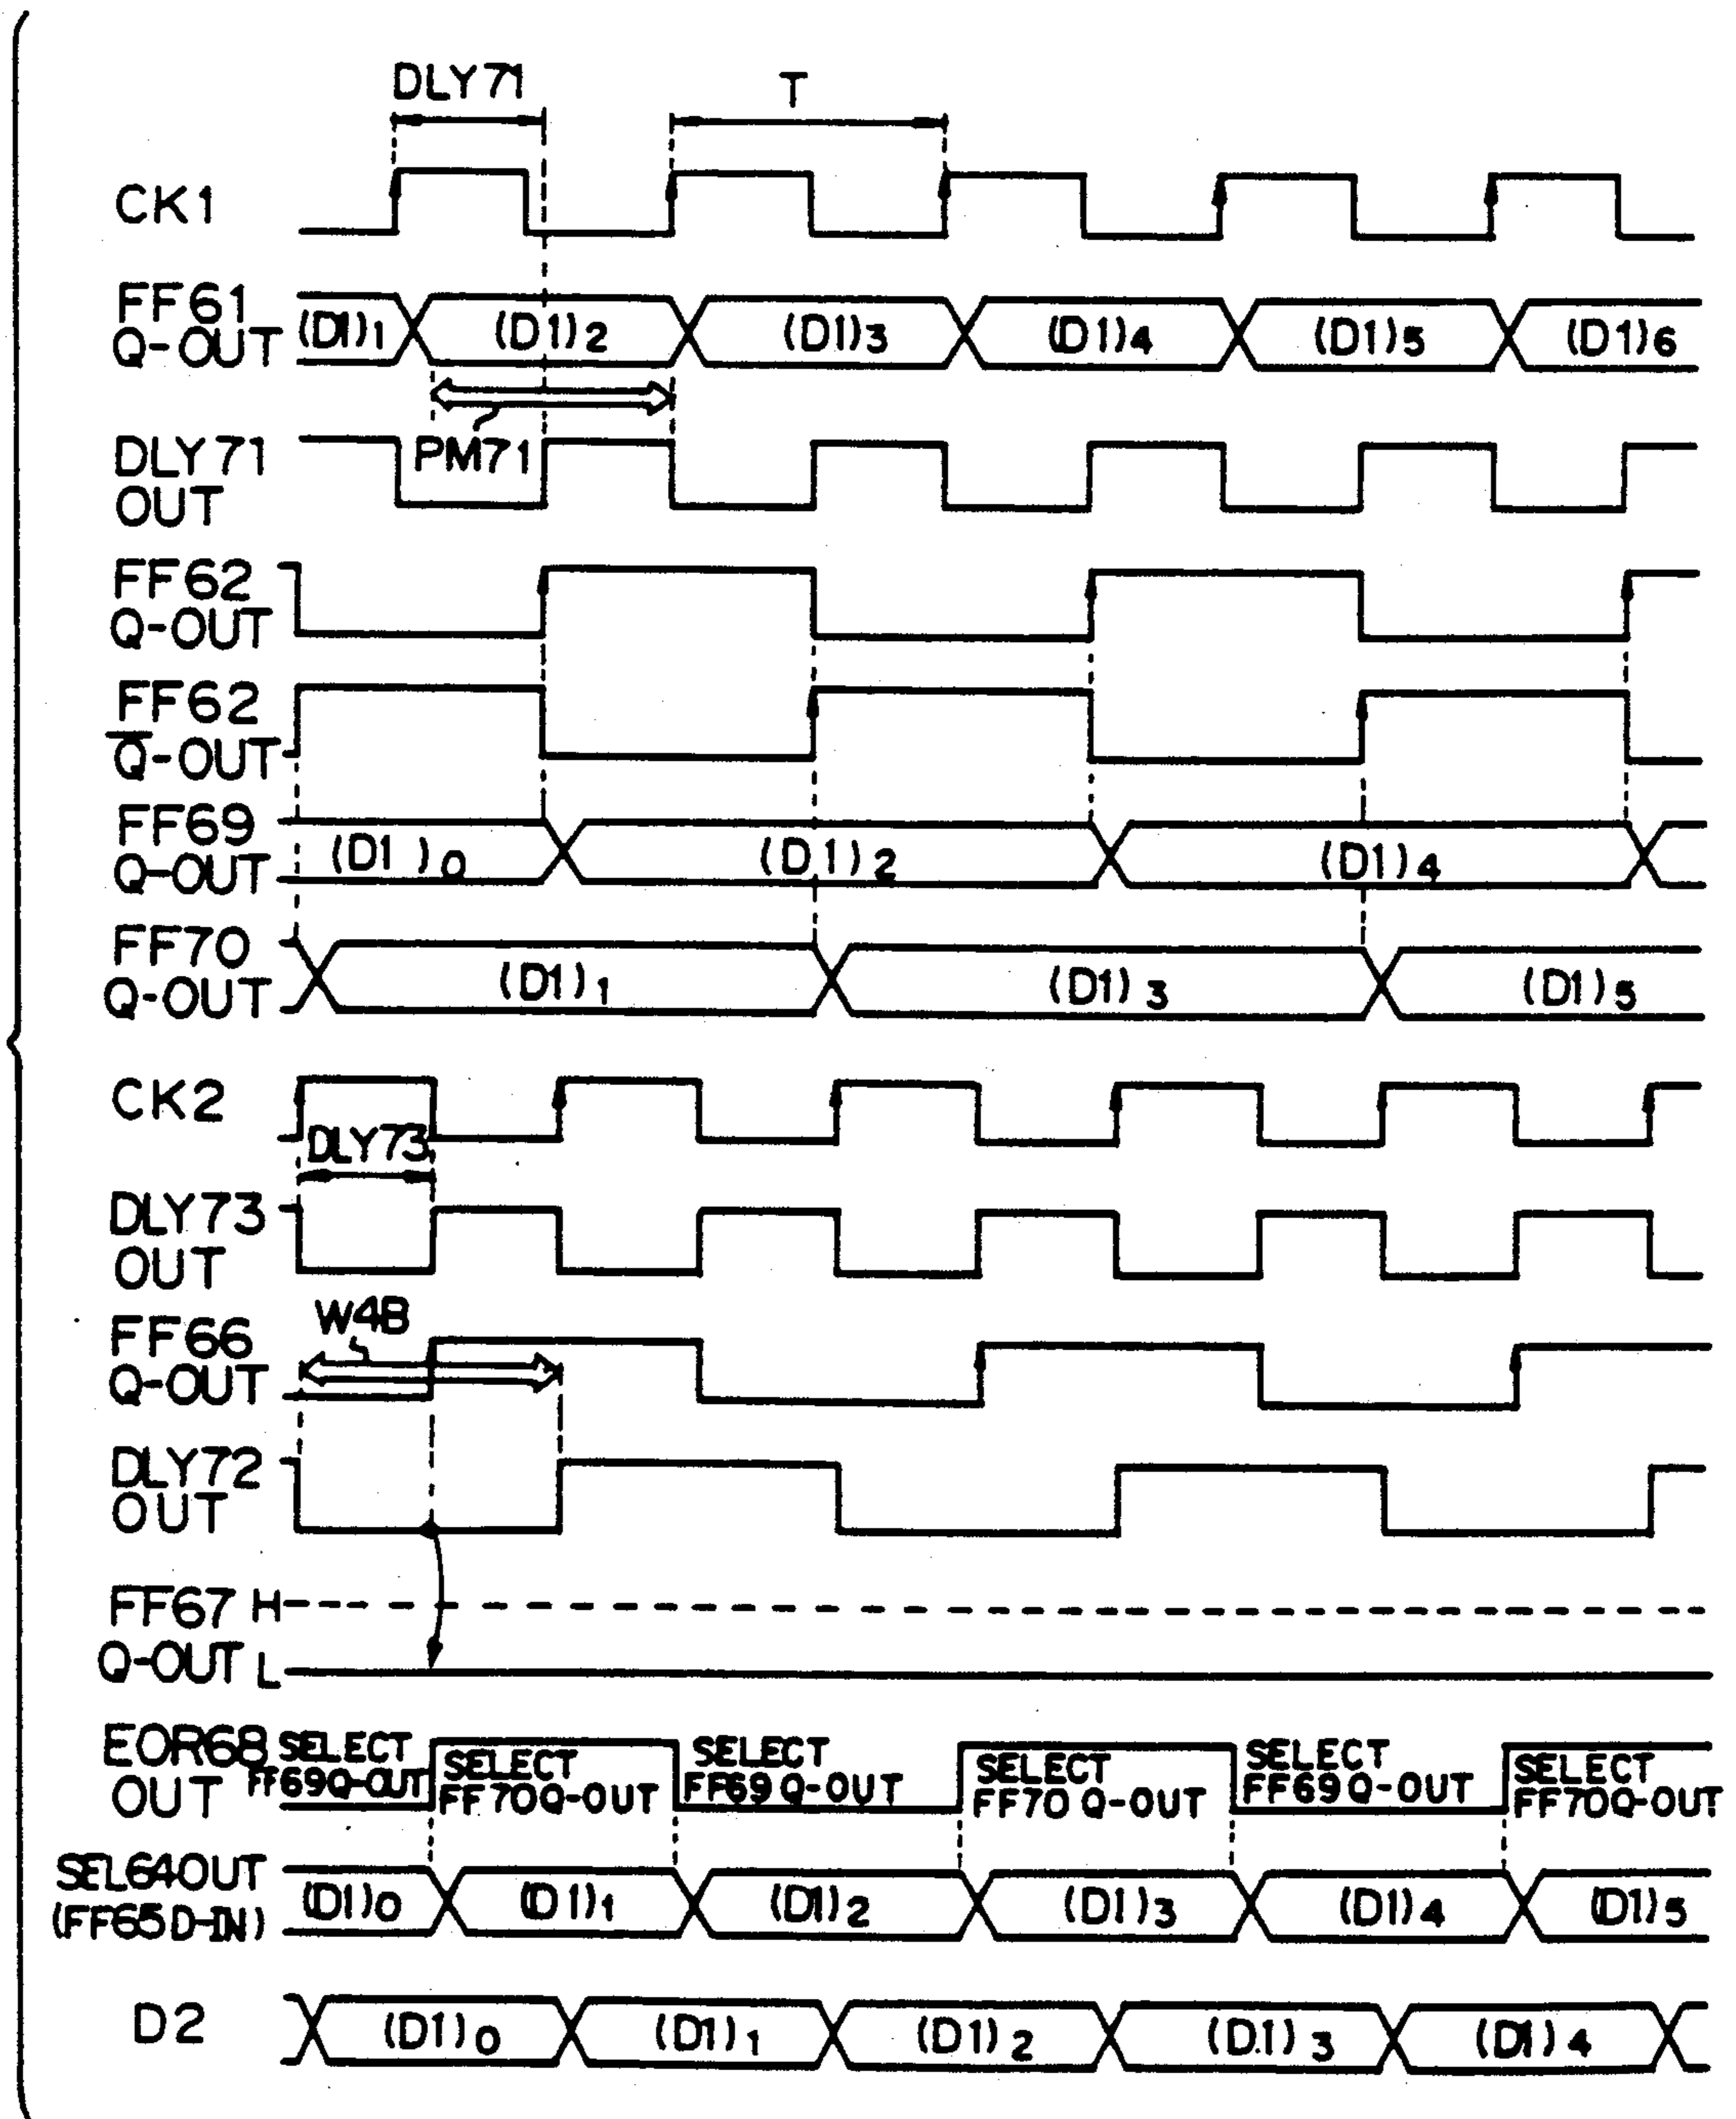 DLY71 T
CK1
FF61
Q-OUT (D1)1 (D1)2 (D1)3 (D1)4 (D1)5 (D1)6
PM71
DLY71
OUT
FF62
Q-OUT
FF62
Q̅-OUT
FF69
Q-OUT (D1)0 (D1)2 (D1)4
FF70
Q-OUT (D1)1 (D1)3 (D1)5
CK2
DLY73
DLY73
OUT
W4B
FF66
Q-OUT
DLY72
OUT
FF67 H
Q-OUT L
EOR68 SELECT SELECT SELECT SELECT SELECT SELECT
OUT FF69Q-OUT FF70Q-OUT FF69Q-OUT FF70Q-OUT FF69Q-OUT FF70Q-OUT
SEL64OUT
(FF65D-IN) (D1)0 (D1)1 (D1)2 (D1)3 (D1)4 (D1)5
D2 (D1)0 (D1)1 (D1)2 (D1)3 (D1)4